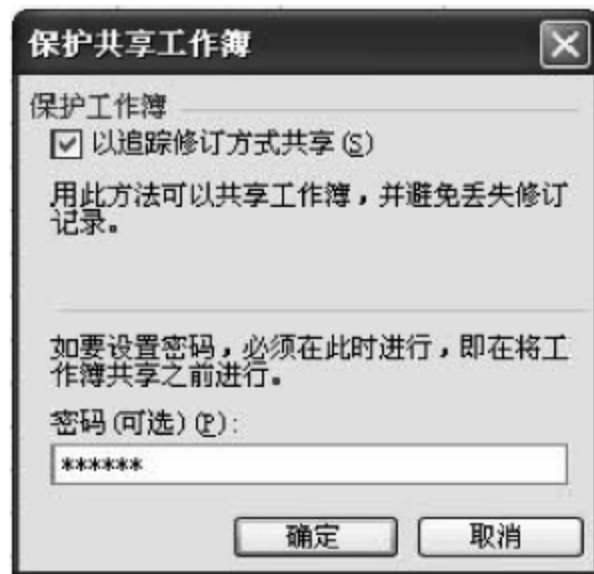 保护共享工作簿
保护工作簿
以追踪修订方式共享(S)
用此方法可以共享工作簿，并避免丢失修订
记录。
如要设置密码，必须在此时进行，即在将工
作簿共享之前进行。
密码(可选)(P):
******
确定
取消